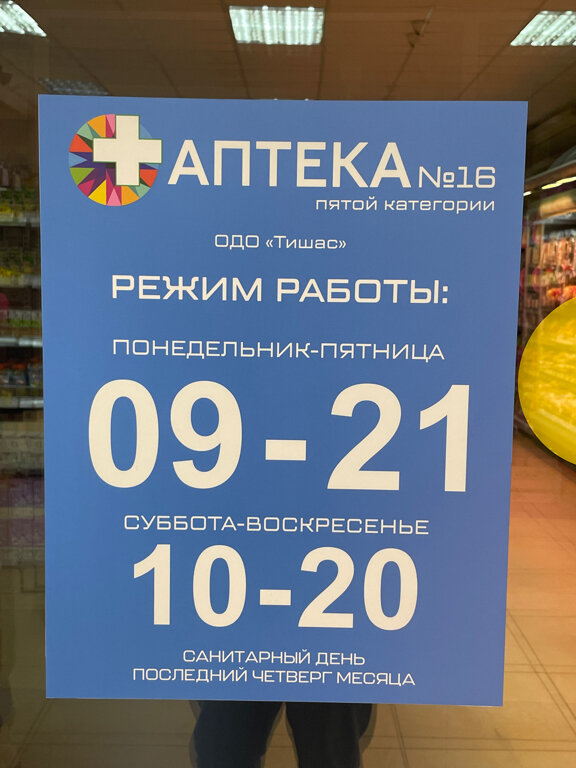 АПТЕКА №16
пятой категории
ОДО «Тишас»
РЕЖИМ РАБОТЫ:
ПОНЕДЕЛЬНИК-ПЯТНИЦА
09-21
СУББОТА-ВОСКРЕСЕНЬЕ
10-20
САНИТАРНЫЙ ДЕНЬ
ПОСЛЕДНИЙ ЧЕТВЕРГ МЕСЯЦА